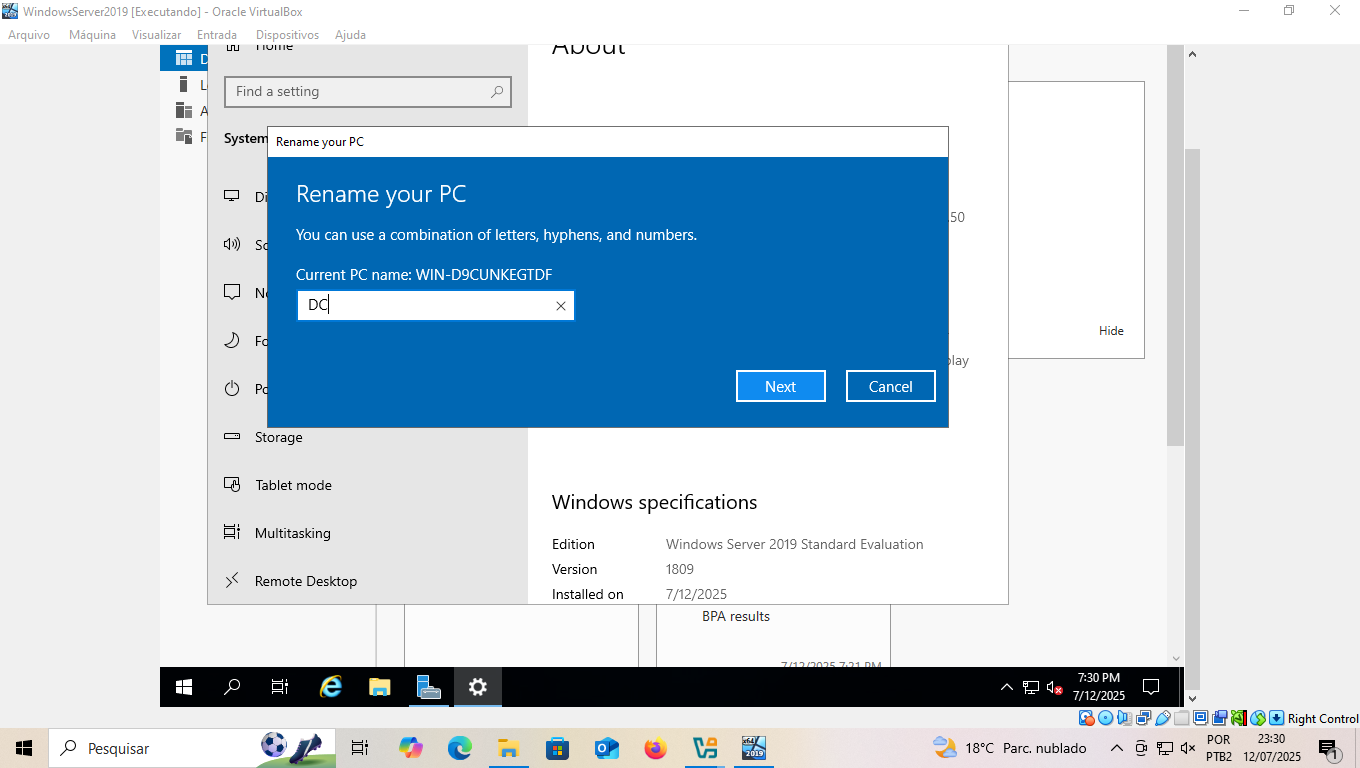 WindowsServer2019 [Executando] - Oracle VirtualBox
Arquivo Máquina Visualizar Entrada Dispositivos Ajuda
Home
About
Find a setting
System
Rename your PC
Rename your PC
You can use a combination of letters, hyphens, and numbers.
Current PC name: WIN-D9CUNKEGTDF
DC
Next Cancel
Hide
Storage
Tablet mode
Multitasking
Remote Desktop
Windows specifications
Edition Windows Server 2019 Standard Evaluation
Version 1809
Installed on 7/12/2025
BPA results
7/12/2025 7:21 PM
7:30 PM
7/12/2025
Right Control
Pesquisar
18°C Parc. nublado
POR
PTB2
23:30
12/07/2025
1